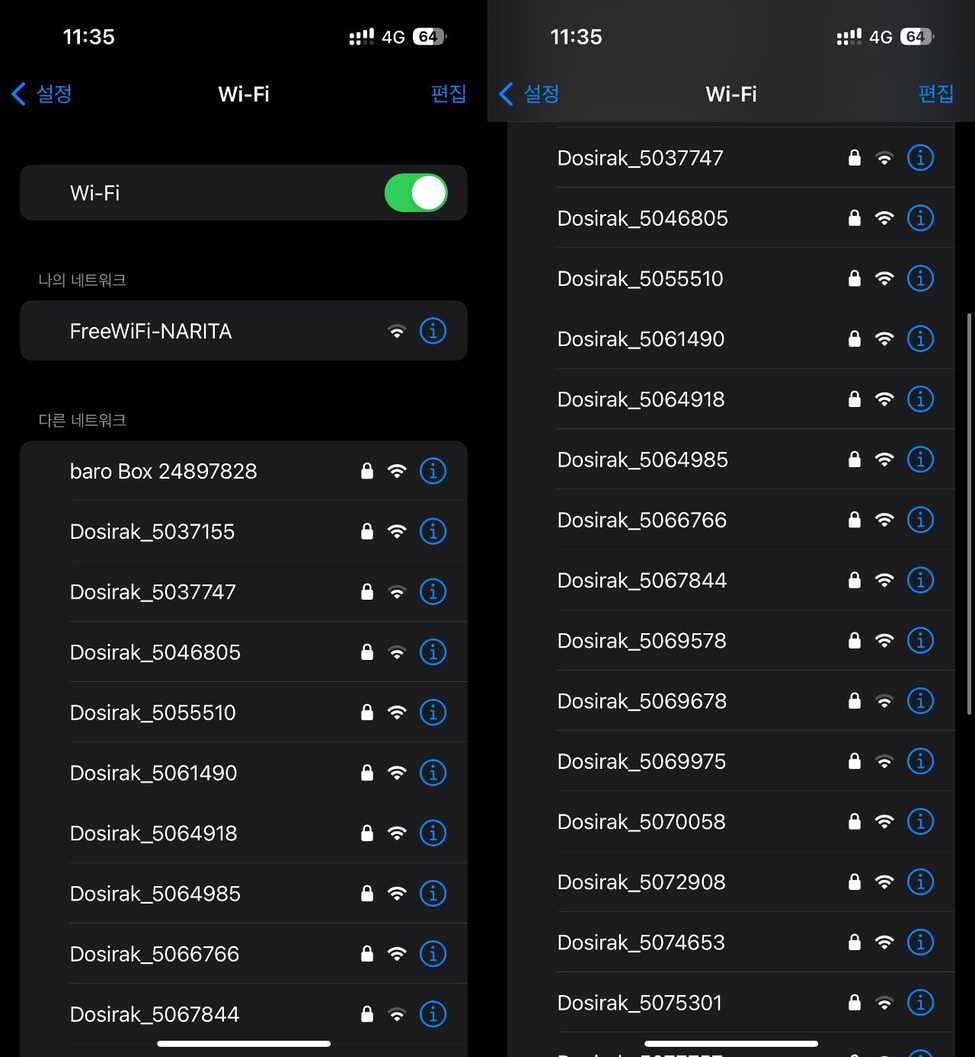 11:35
4G 64
설정
Wi-Fi
편집
Wi-Fi
나의 네트워크
FreeWiFi-NARITA
다른 네트워크
baro Box 24897828
Dosirak_5037155
Dosirak_5037747
Dosirak_5046805
Dosirak_5055510
Dosirak_5061490
Dosirak_5064918
Dosirak_5064985
Dosirak_5066766
Dosirak_5067844
11:35
4G 64
설정
Wi-Fi
편집
Dosirak_5037747
Dosirak_5046805
Dosirak_5055510
Dosirak_5061490
Dosirak_5064918
Dosirak_5064985
Dosirak_5066766
Dosirak_5067844
Dosirak_5069578
Dosirak_5069678
Dosirak_5069975
Dosirak_5070058
Dosirak_5072908
Dosirak_5074653
Dosirak_5075301